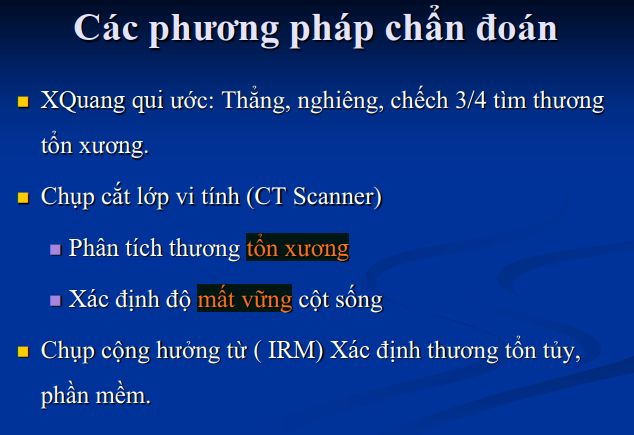 Các phương pháp chẩn đoán
XQuang qui ước: Thẳng, nghiêng, chếch 3/4 tìm thương
tổn xương.
Chụp cắt lớp vi tính (CT Scanner)
Phân tích thương tổn xương
Xác định độ mất vững cột sống
Chụp cộng hưởng từ ( IRM) Xác định thương tổn tủy,
phần mềm.